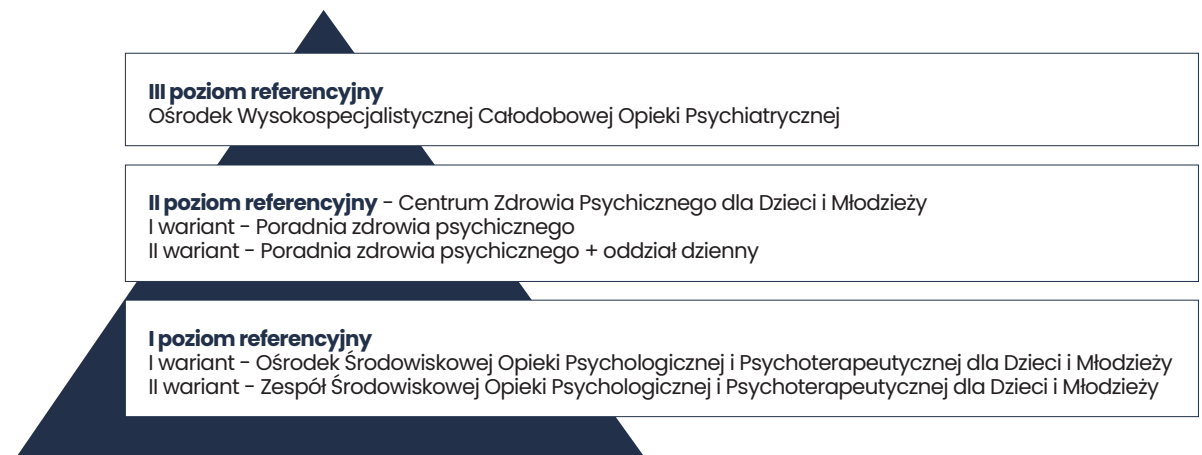 III poziom referencyjny
Ośrodek Wysokospecjalistycznej Całodobowej Opieki Psychiatrycznej
II poziom referencyjny - Centrum Zdrowia Psychicznego dla Dzieci i Młodzieży
I wariant - Poradnia zdrowia psychicznego
II wariant - Poradnia zdrowia psychicznego + oddział dzienny
I poziom referencyjny
I wariant - Ośrodek Środowiskowej Opieki Psychologicznej i Psychoterapeutycznej dla Dzieci i Młodzieży
II wariant - Zespół Środowiskowej Opieki Psychologicznej i Psychoterapeutycznej dla Dzieci i Młodzieży